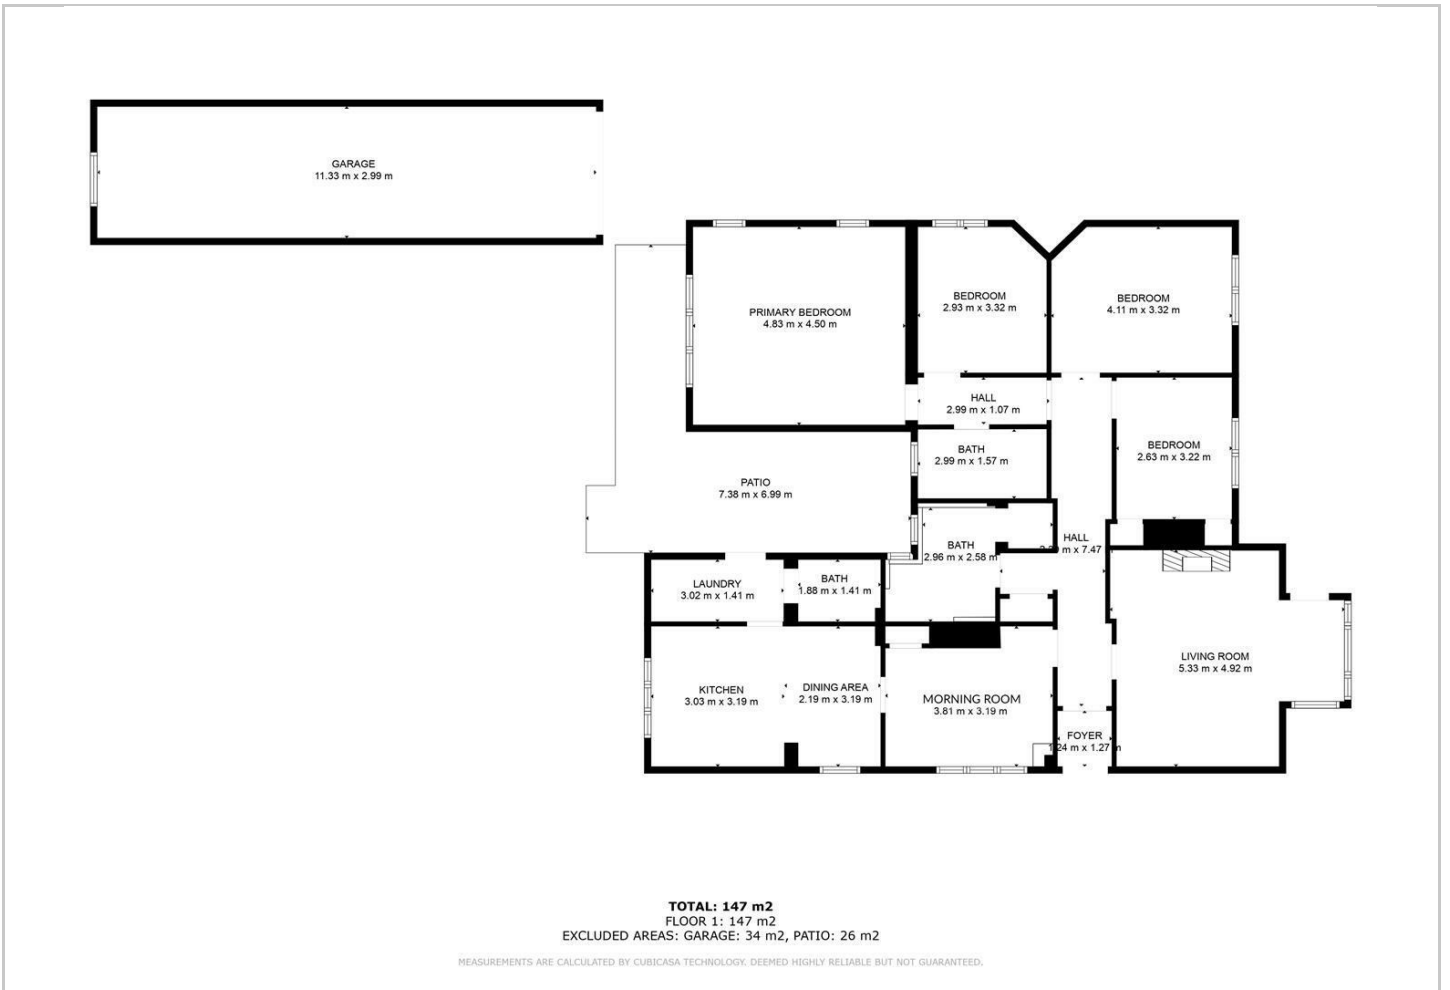 GARAGE
11.33 m x 2.99 m
PRIMARY BEDROOM
4.83 m x 4.50 m
BEDROOM
2.93 m x 3.32 m
BEDROOM
4.11 m x 3.32 m
HALL
2.99 m x 1.07 m
BATH
2.99 m x 1.57 m
BEDROOM
2.63 m x 3.22 m
PATIO
7.38 m x 6.99 m
BATH
2.96 m x 2.58 m
HALL
m x 7.47
LAUNDRY
3.02 m x 1.41 m
BATH
1.88 m x 1.41 m
LIVING ROOM
5.33 m x 4.92 m
KITCHEN
3.03 m x 3.19 m
DINING AREA
2.19 m x 3.19 m
MORNING ROOM
3.81 m x 3.19 m
FOYER
1.24 m x 1.27 m
TOTAL: 147 m2
FLOOR 1: 147 m2
EXCLUDED AREAS: GARAGE: 34 m2, PATIO: 26 m2
MEASUREMENTS ARE CALCULATED BY CUBICASA TECHNOLOGY. DEEMED HIGHLY RELIABLE BUT NOT GUARANTEED.